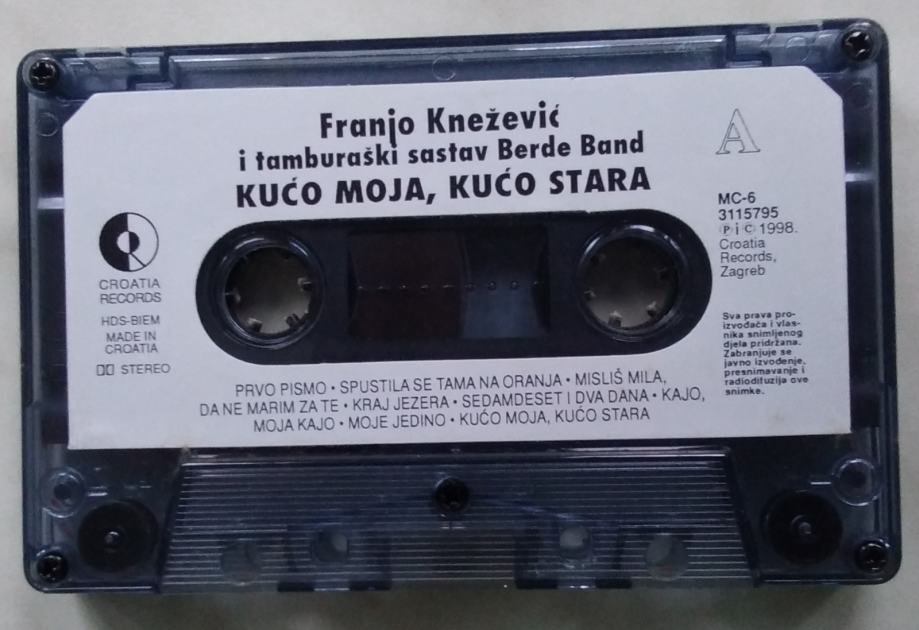 Franjo Knežević
i tamburaški sastav Berde Band
KUĆO MOJA, KUĆO STARA
A
MC-6
3115795
Ⓟ i © 1998.
Croatia
Records,
Zagreb
CROATIA
RECORDS
HDS-BIEM
MADE IN
CROATIA
STEREO
Sva prava pro-
izvođača i vlas-
nika snimljenog
djela pridržana.
Zabranjuje se
javno izvođenje,
presnimavanje i
radiodifuzija ove
snimke.
PRVO PISMO • SPUSTILA SE TAMA NA ORANJA • MISLIŠ MILA,
DA NE MARIM ZA TE • KRAJ JEZERA • SEDAMDESET I DVA DANA • KAJO,
MOJA KAJO • MOJE JEDINO • KUĆO MOJA, KUĆO STARA